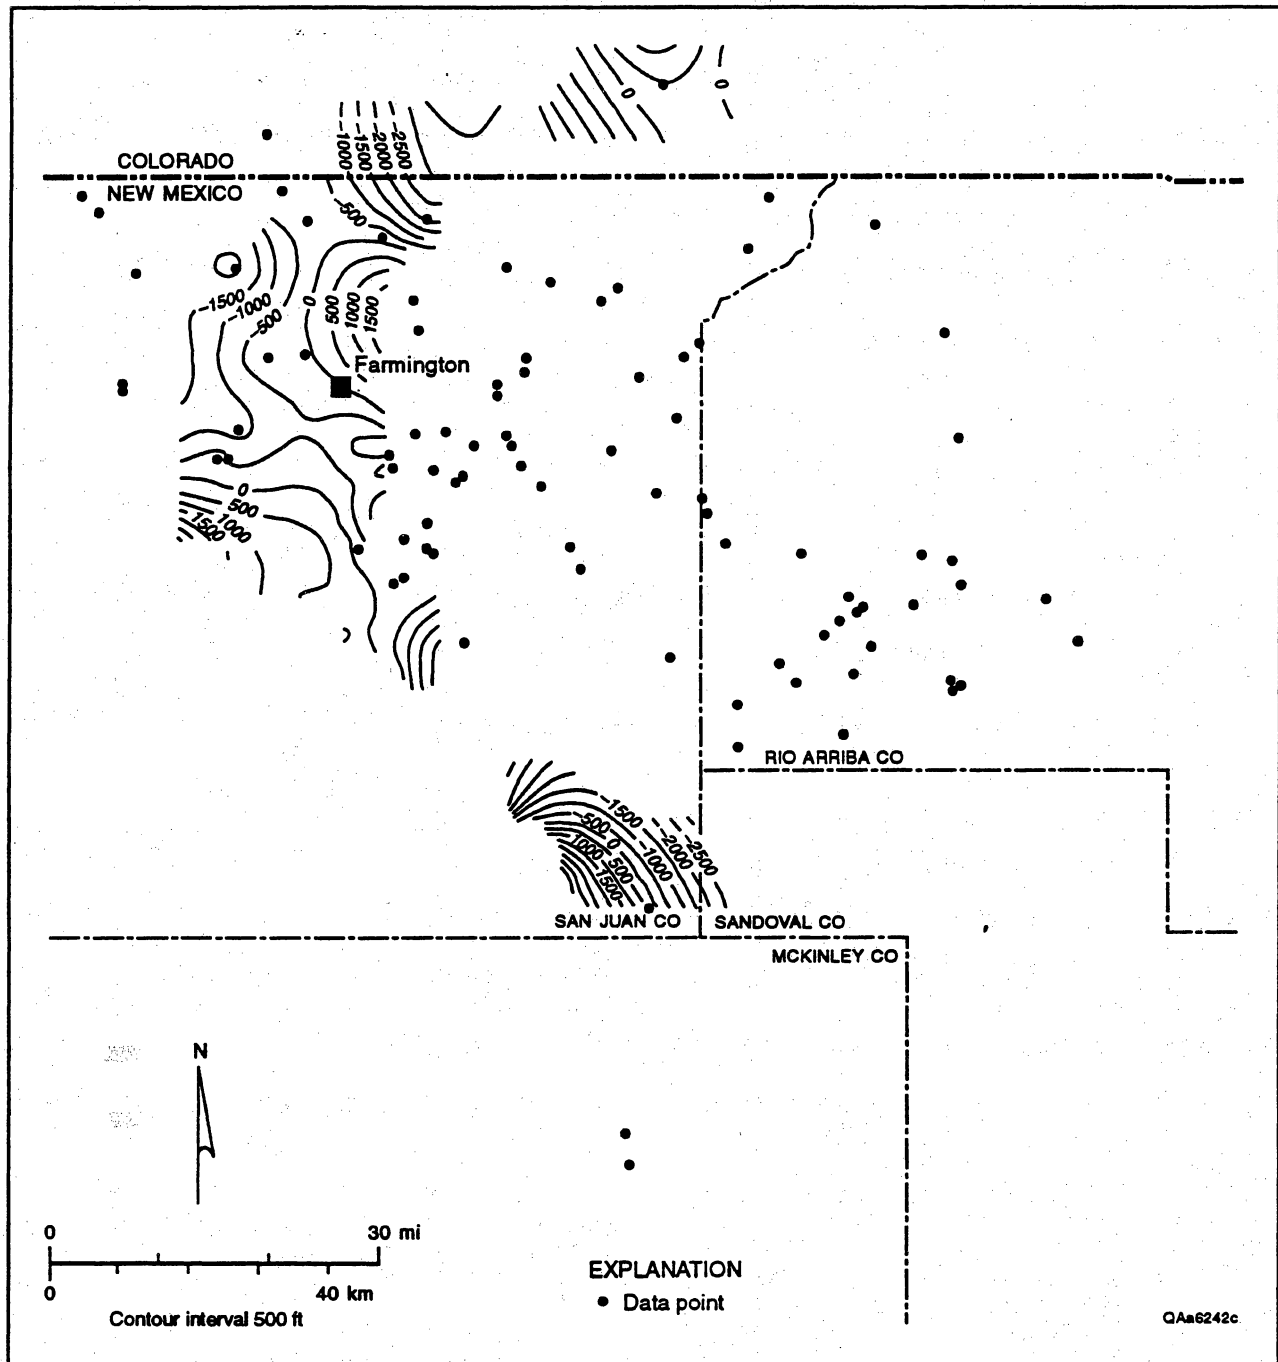 0
0
-1000
-1500
-2000
-2500
COLORADO
NEW MEXICO
-500
-1500
-1000
-500
0
500
1000
1500
Farmington
0
500
1000
1500
RIO ARRIBA CO
-1500
-500
0
-1000
-2000
-2500
1000
500
1500
SAN JUAN CO
SANDOVAL CO
MCKINLEY CO
N
0 30 mi
0 40 km
Contour interval 500 ft
EXPLANATION
Data point
QAa6242c